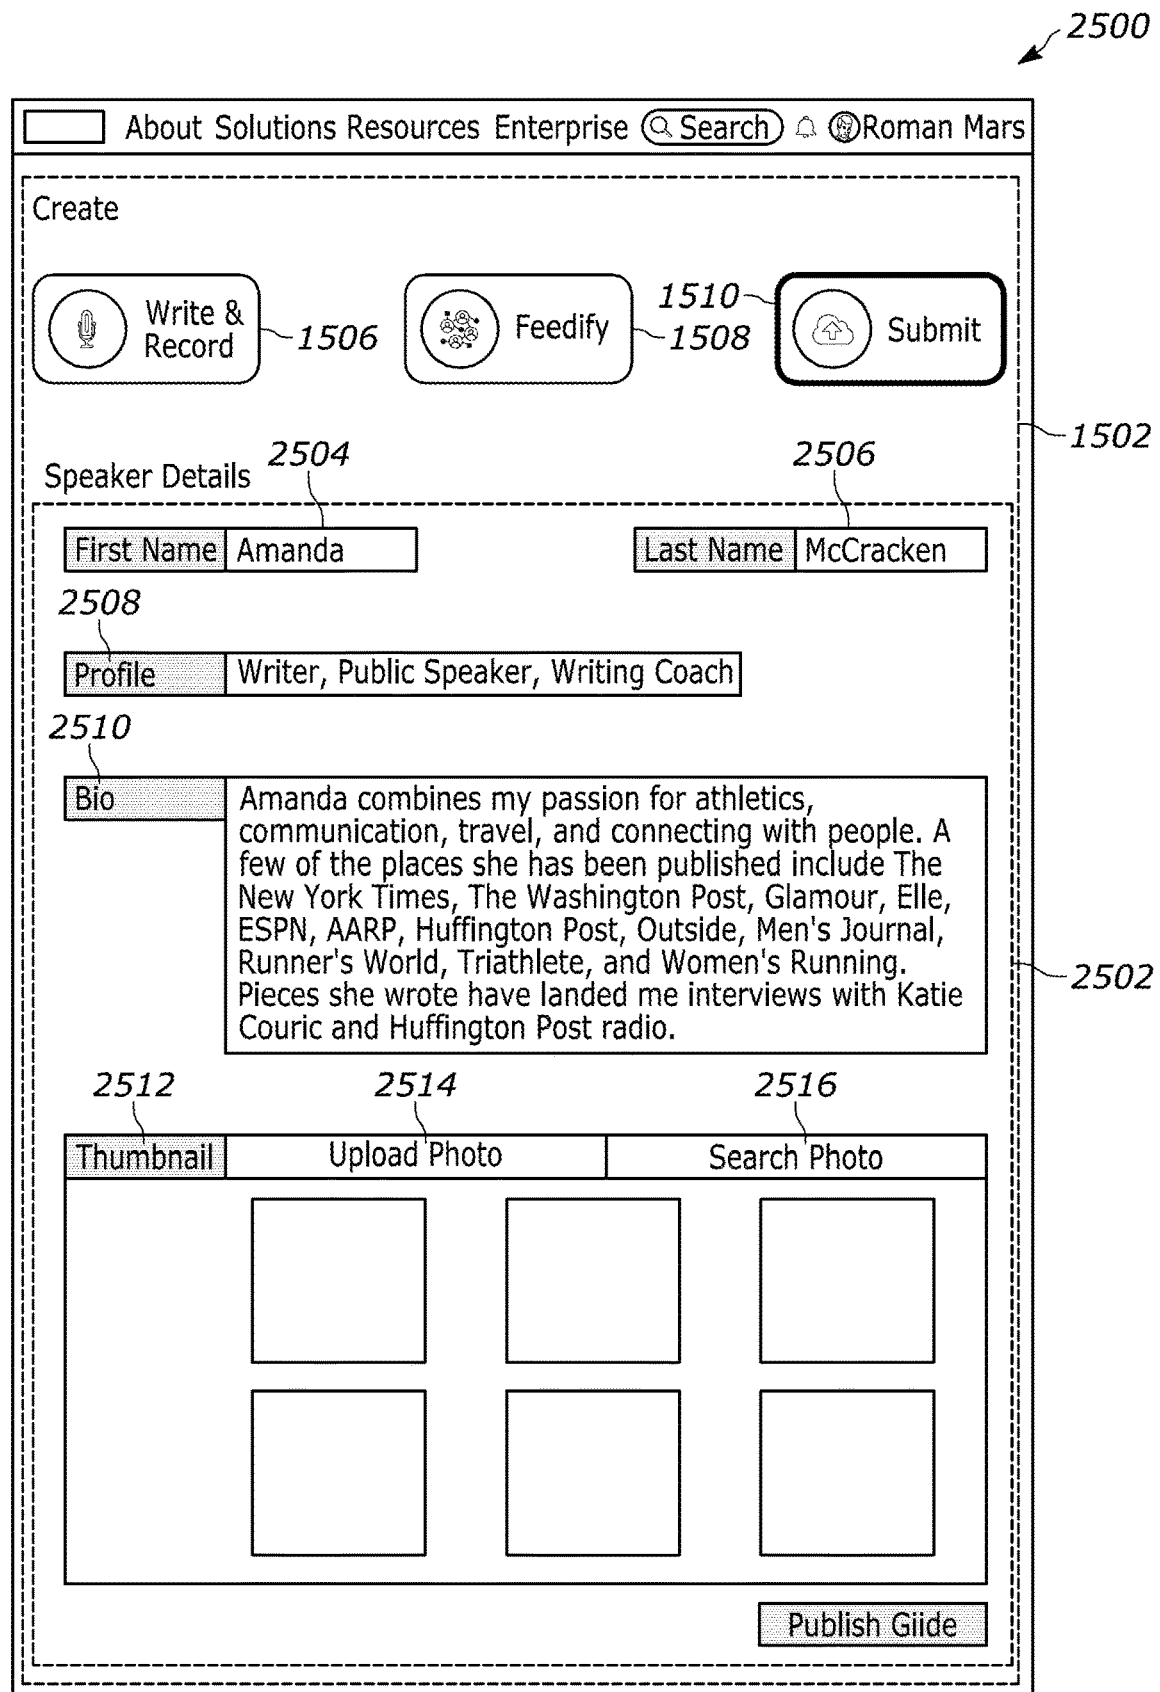 2500
About Solutions Resources Enterprise Search Roman Mars
Create
Write &
Record
1506
Feedify
1508
1510
Submit
1502
Speaker Details
2504
2506
First Name Amanda
Last Name McCracken
2508
Profile Writer, Public Speaker, Writing Coach
2510
Bio
Amanda combines my passion for athletics,
communication, travel, and connecting with people. A
few of the places she has been published include The
New York Times, The Washington Post, Glamour, Elle,
ESPN, AARP, Huffington Post, Outside, Men's Journal,
Runner's World, Triathlete, and Women's Running.
Pieces she wrote have landed me interviews with Katie
Couric and Huffington Post radio.
2502
2512 2514 2516
Thumbnail Upload Photo Search Photo
Publish Giide